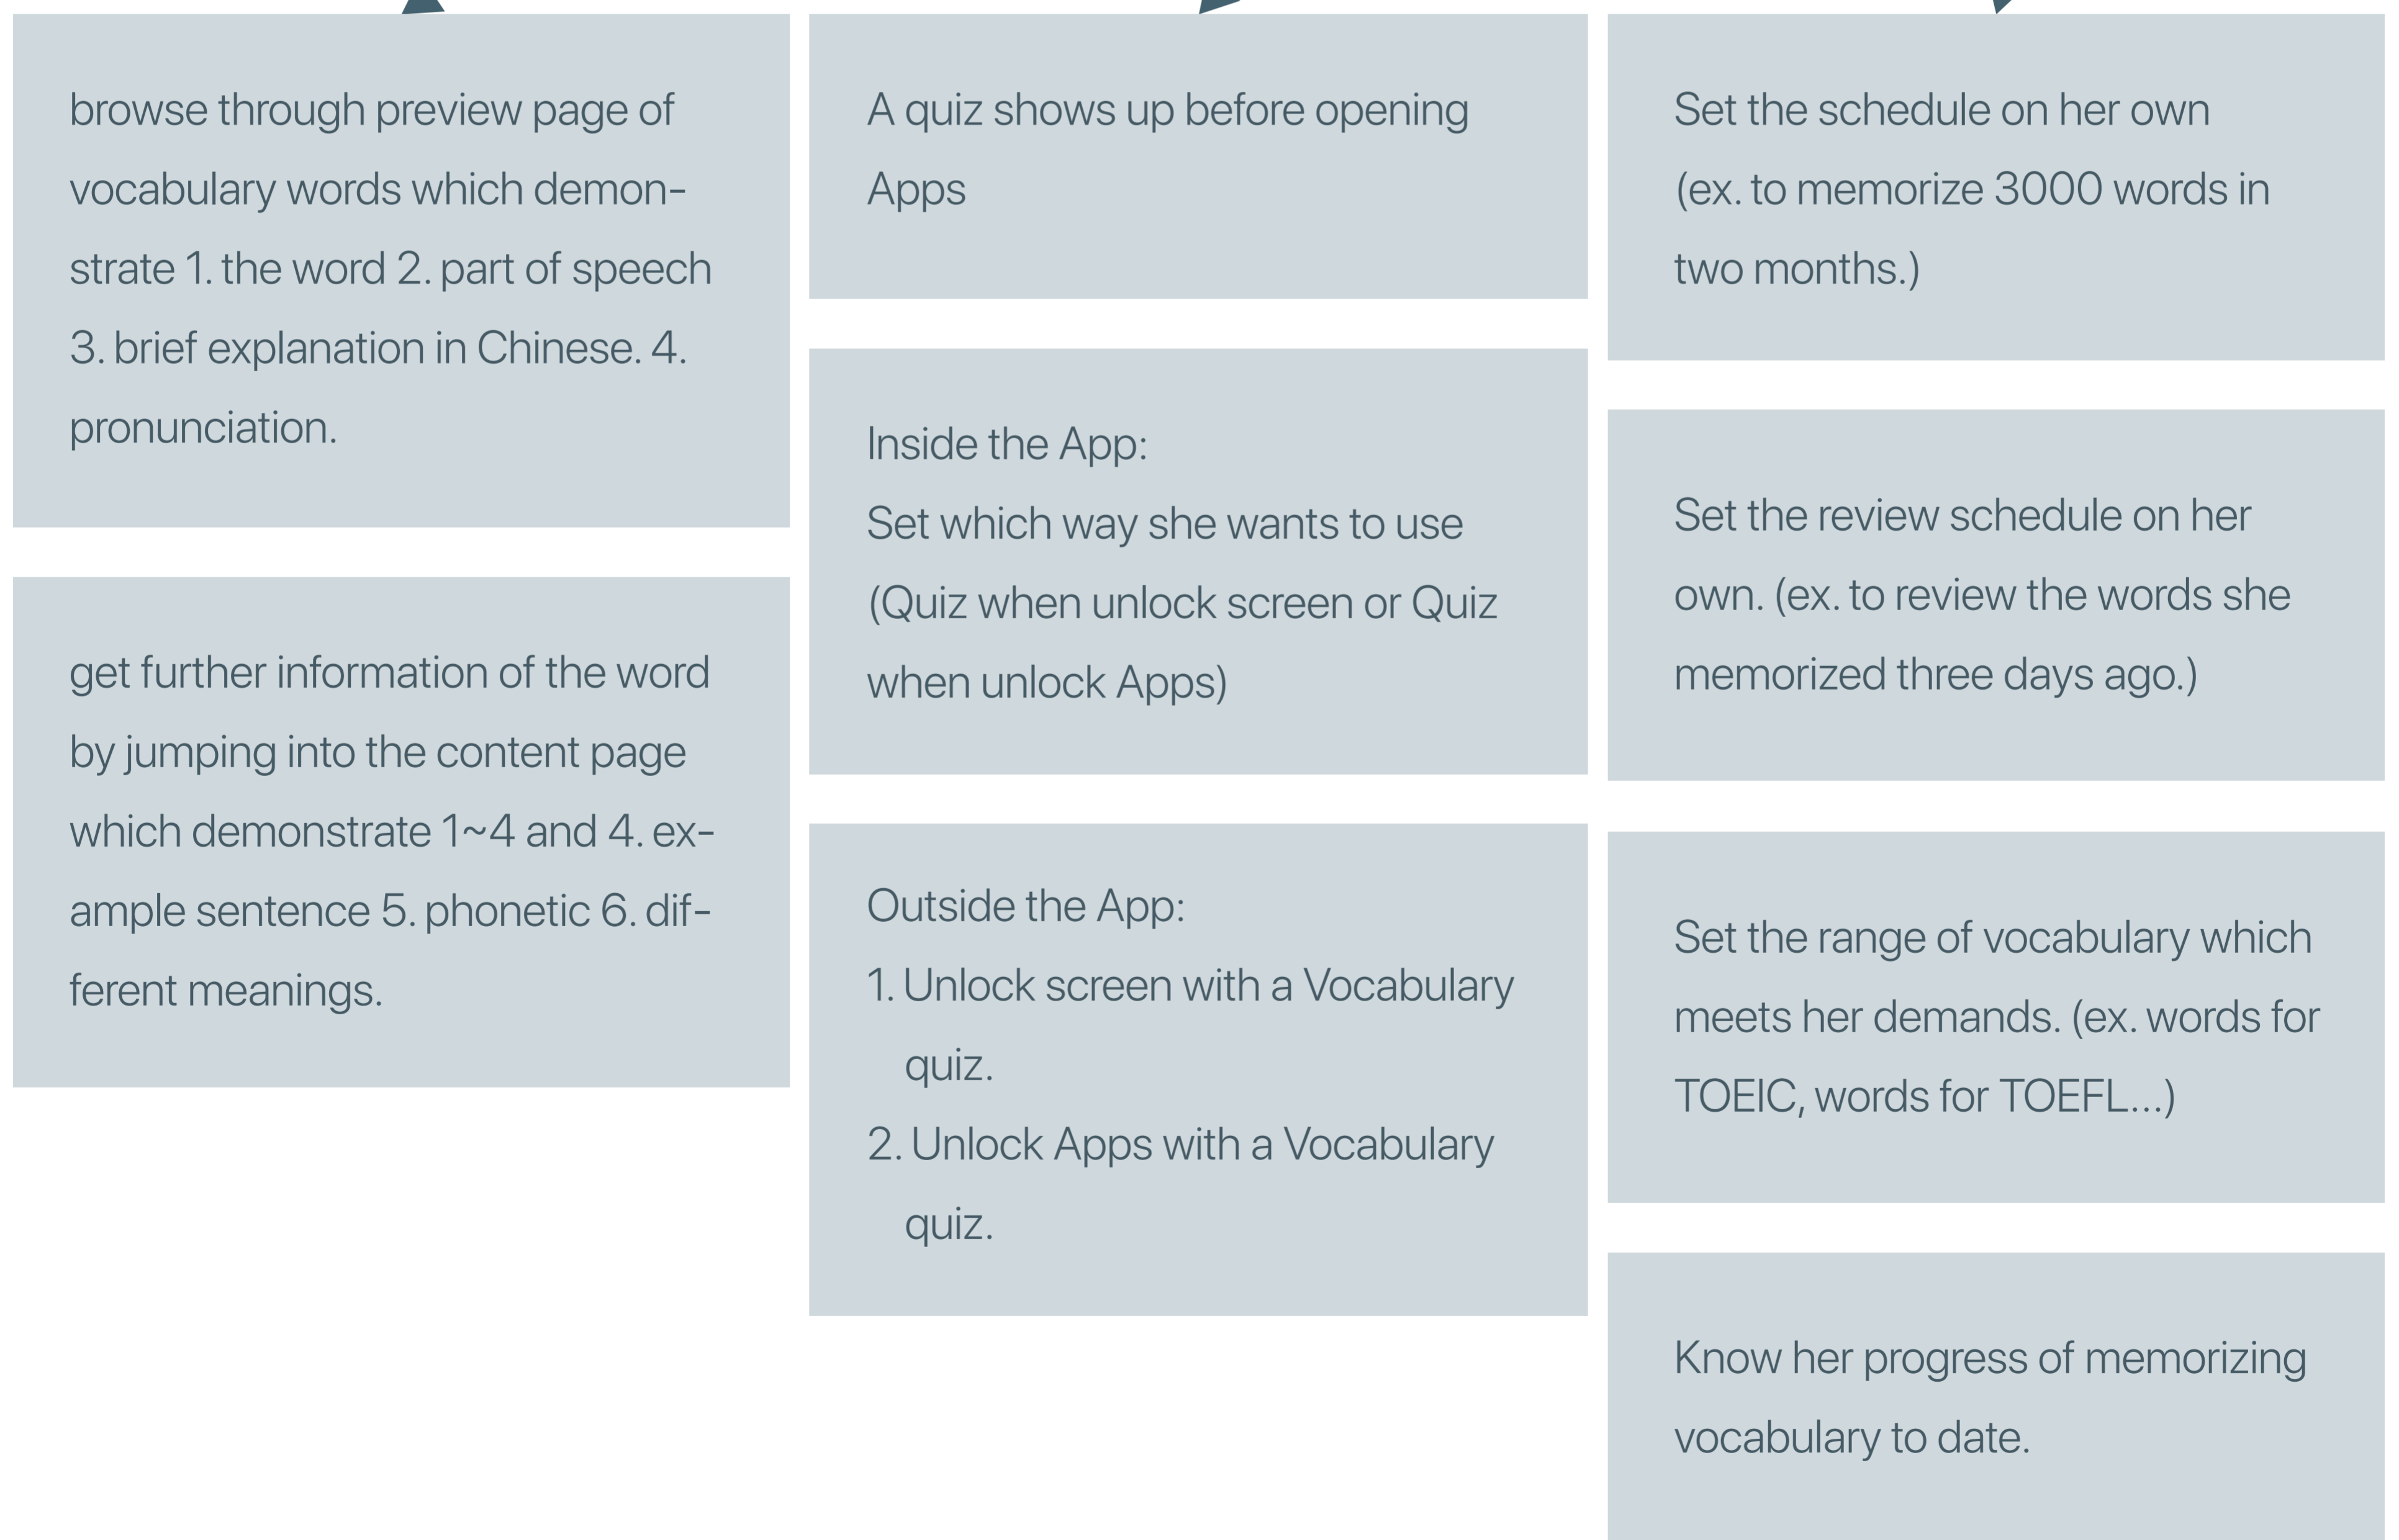 browse through preview page of
vocabulary words which demon-
strate 1. the word 2. part of speech
3. brief explanation in Chinese. 4.
pronunciation.
get further information of the word
by jumping into the content page
which demonstrate 1~4 and 4. ex-
ample sentence 5. phonetic 6. dif-
ferent meanings.
A quiz shows up before opening
Apps
Inside the App:
Set which way she wants to use
(Quiz when unlock screen or Quiz
when unlock Apps)
Outside the App:
1. Unlock screen with a Vocabulary
quiz.
2. Unlock Apps with a Vocabulary
quiz.
Set the schedule on her own
(ex. to memorize 3000 words in
two months.)
Set the review schedule on her
own. (ex. to review the words she
memorized three days ago.)
Set the range of vocabulary which
meets her demands. (ex. words for
TOEIC, words for TOEFL...)
Know her progress of memorizing
vocabulary to date.